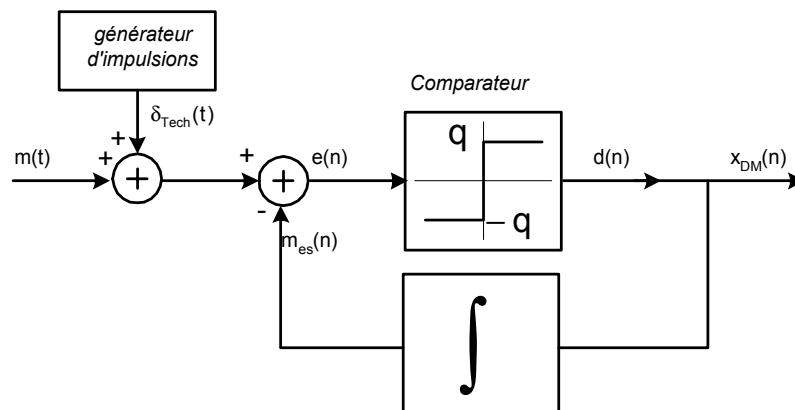 générateur
d'impulsions
Comparateur
δTech(t)
+
+
m(t)
+
+
e(n)
+
-
mes(n)
q
– q
d(n)
xDM(n)
∫